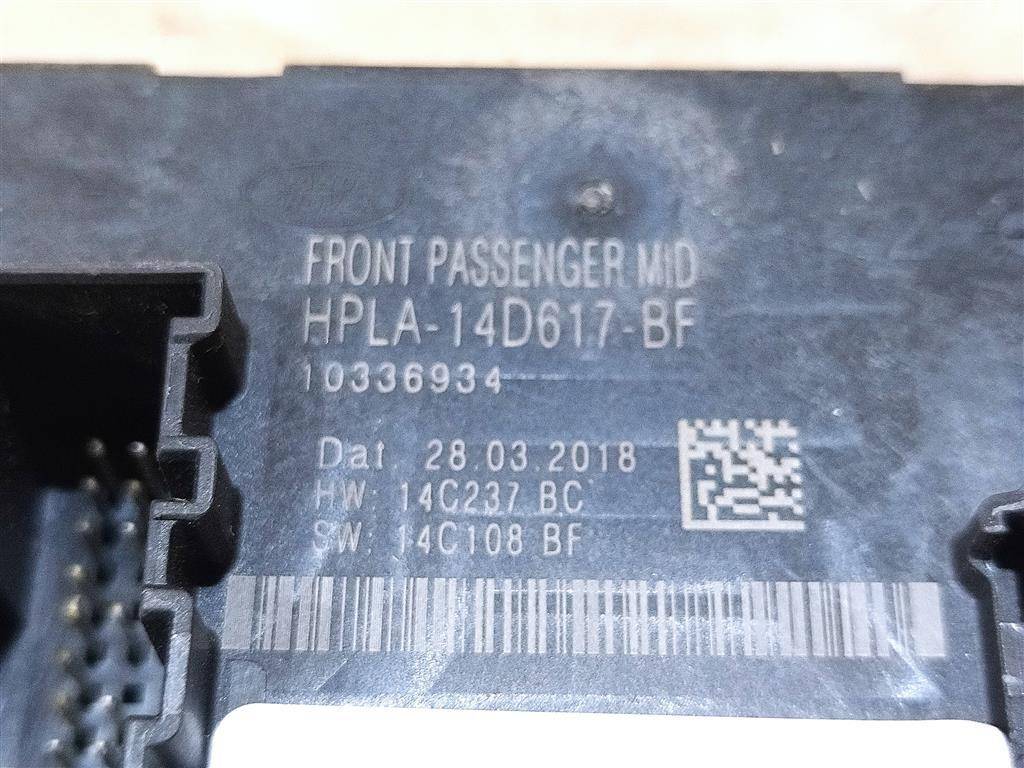 FRONT PASSENGER MID
HPLA-14D617-BF
10336934
Dat. 28.03.2018
HW: 14C237 BC
SW: 14C108 BF